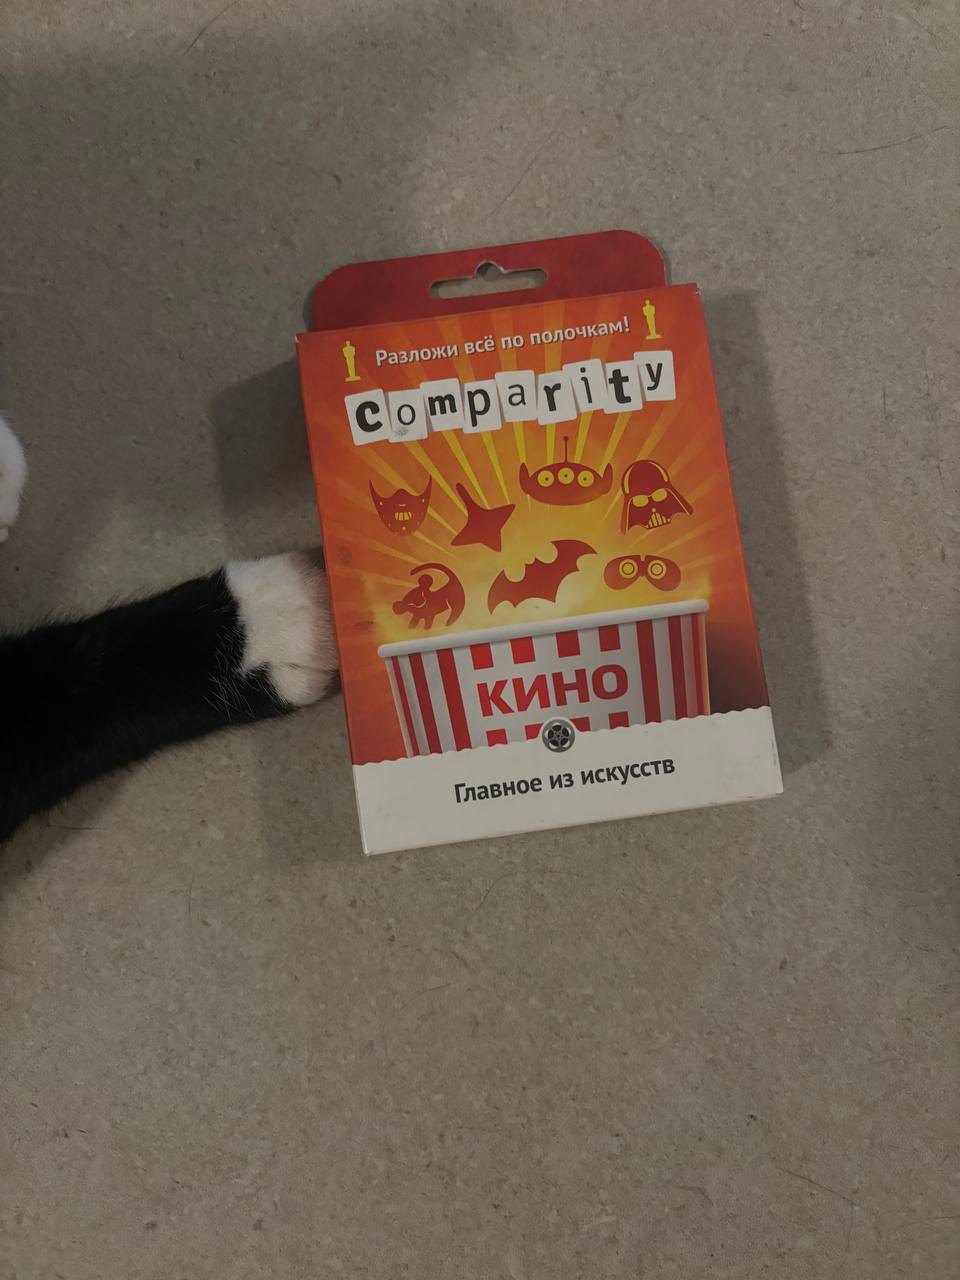 Разложи всё по полочкам!
Comparity
КИНО
Главное из искусств